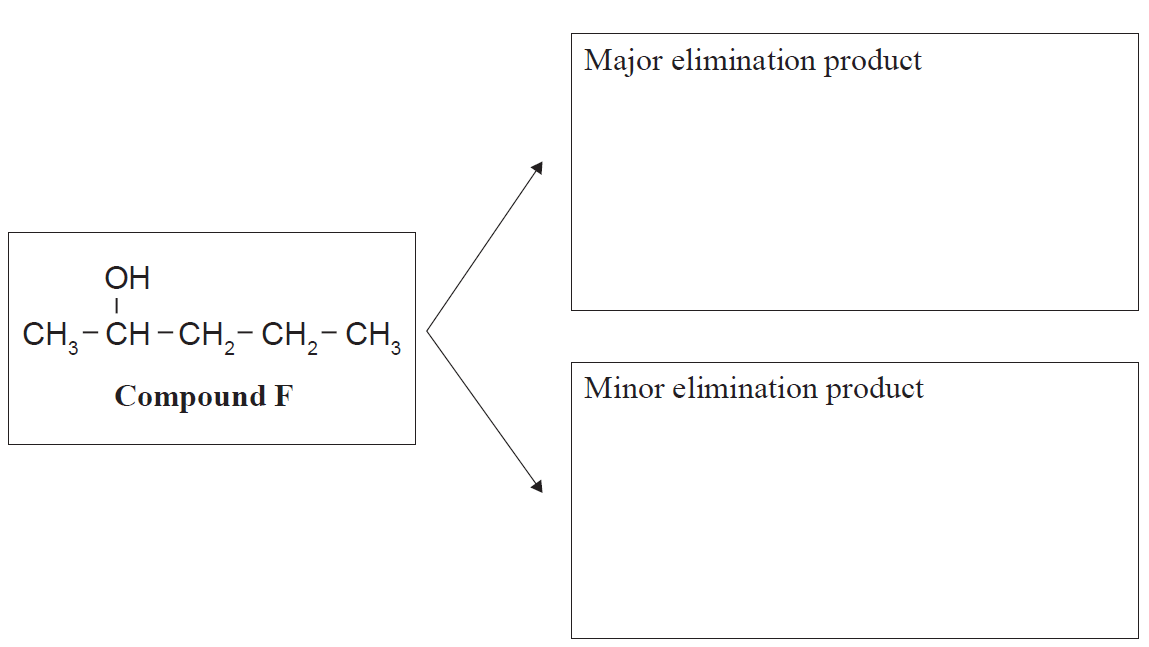 Major elimination product
OH
CH₃–CH–CH₂–CH₂–CH₃
Compound F
Minor elimination product